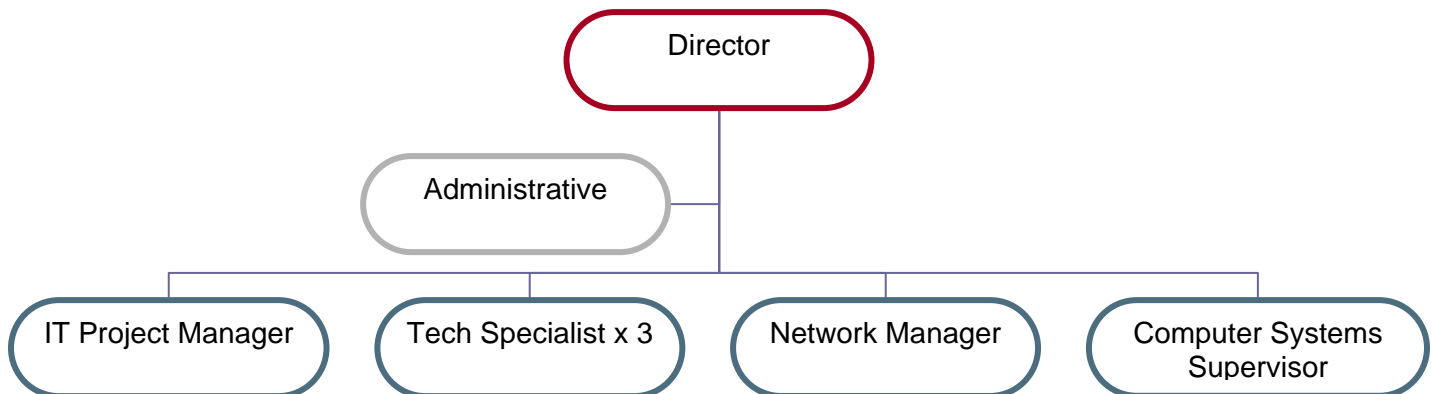 Director
Administrative
IT Project Manager
Tech Specialist x 3
Network Manager
Computer Systems
Supervisor